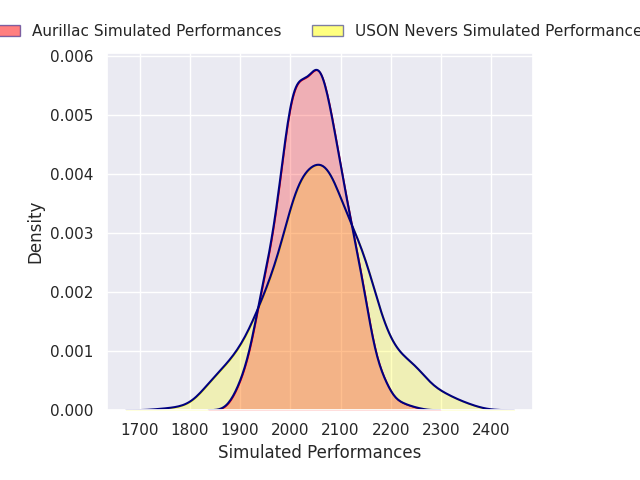 Aurillac Simulated Performances USON Nevers Simulated Performance
0.006
0.005
0.004
0.003
0.002
0.001
0.000
Density
1700 1800 1900 2000 2100 2200 2300 2400
Simulated Performances